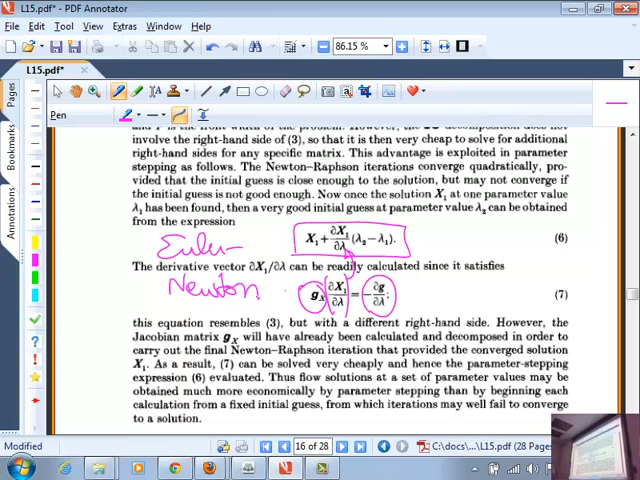 L15.pdf* - PDF Annotator
File Edit View Insert Tools Extras Window Help
86.15 %
L15.pdf*
Pen
Pages
Annotations
involve the right-hand side of (3), so that it is then very cheap to solve for additional
right-hand sides for any specific matrix. This advantage is exploited in parameter
stepping as follows. The Newton-Raphson iterations converge quadratically, pro-
vided that the initial guess is close enough to the solution, but may not converge if
the initial guess is not good enough. Now once the solution X₁ at one parameter value
λ₁ has been found, then a very good initial guess at parameter value λ₂ can be obtained
from the expression
X₁ + ∂X₁/∂λ (λ₂ − λ₁). (6)
Euler-
The derivative vector ∂X₁/∂λ can be readily calculated since it satisfies
Newton
g_X (∂X₁/∂λ) = −∂g/∂λ; (7)
this equation resembles (3), but with a different right-hand side. However, the
Jacobian matrix g_X will have already been calculated and decomposed in order to
carry out the final Newton-Raphson iteration that provided the converged solution
X₁. As a result, (7) can be solved very cheaply and hence the parameter-stepping
expression (6) evaluated. Thus flow solutions at a set of parameter values may be
obtained much more economically by parameter stepping than by beginning each
calculation from a fixed initial guess, from which iterations may well fail to converge
to a solution.
Modified
16 of 28
C:\docs\...\L15.pdf (28 Pages